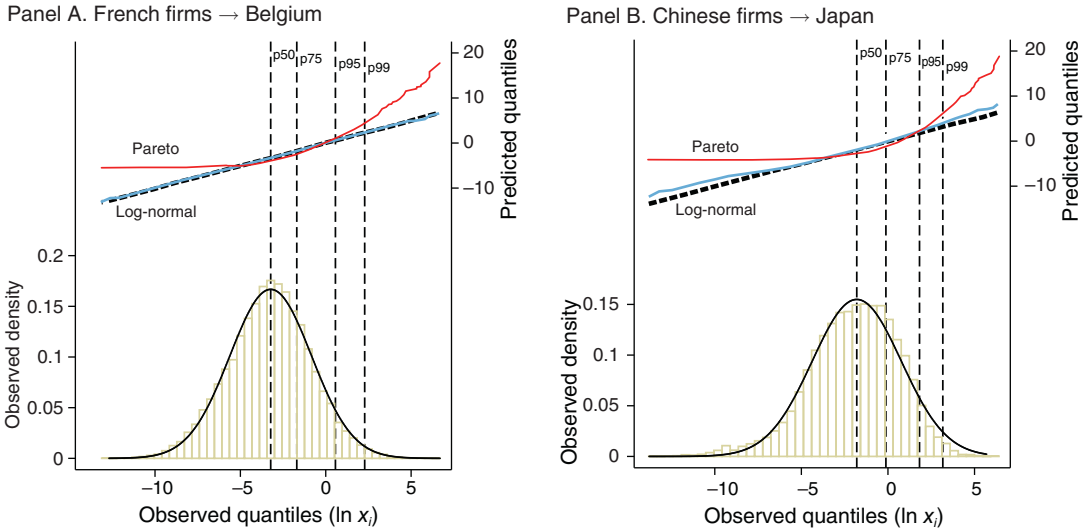 Panel A. French firms → Belgium
p50 p75 p95 p99
20
10
0
−10
Predicted quantiles
Pareto
Log-normal
0.2
0.15
0.1
0.05
0
Observed density
−10 −5 0 5
Observed quantiles (ln xᵢ)
Panel B. Chinese firms → Japan
p50 p75 p95 p99
20
10
0
−10
Predicted quantiles
Pareto
Log-normal
0.15
0.1
0.05
0
Observed density
−10 −5 0 5
Observed quantiles (ln xᵢ)